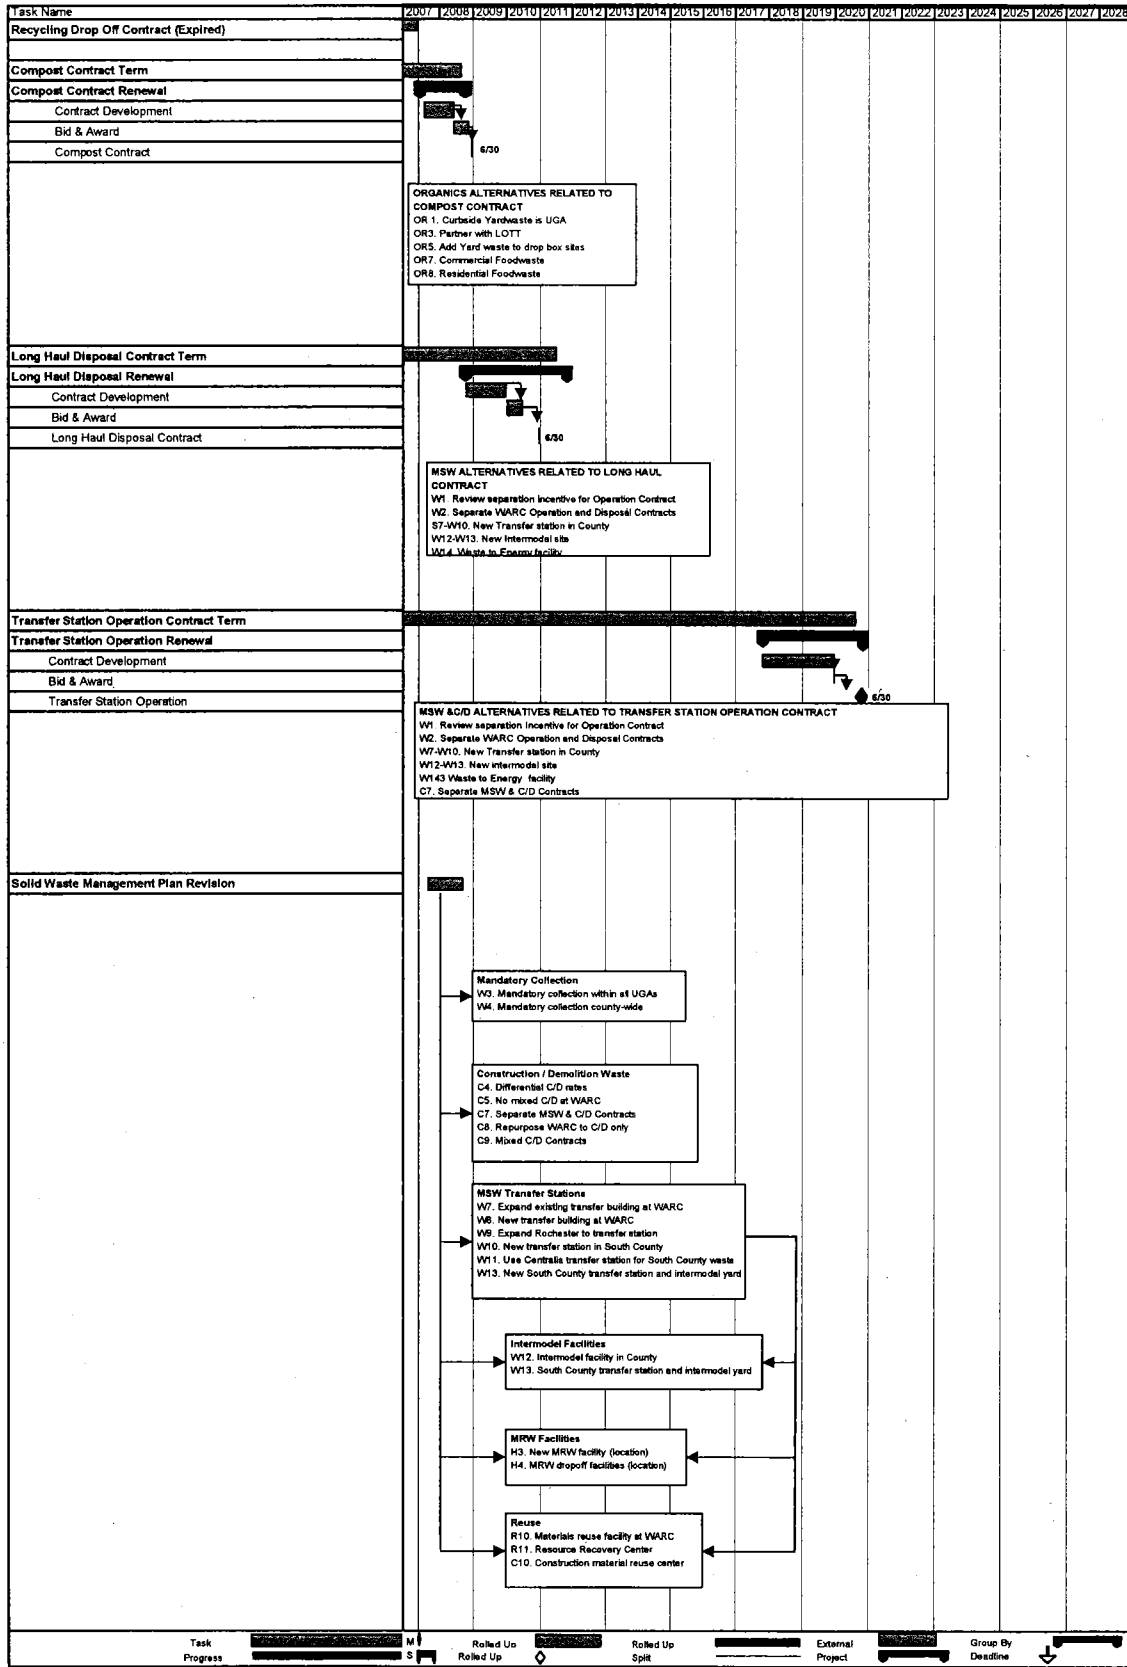 Task Name 2007 2008 2009 2010 2011 2012 2013 2014 2015 2016 2017 2018 2019 2020 2021 2022 2023 2024 2025 2026 2027 2028
Recycling Drop Off Contract (Expired)
Compost Contract Term
Compost Contract Renewal
Contract Development
Bid & Award
Compost Contract 6/30
ORGANICS ALTERNATIVES RELATED TO
COMPOST CONTRACT
OR 1. Curbside Yardwaste is UGA
OR3. Partner with LOTT
OR5. Add Yard waste to drop box sites
OR7. Commercial Foodwaste
OR8. Residential Foodwaste
Long Haul Disposal Contract Term
Long Haul Disposal Renewal
Contract Development
Bid & Award
Long Haul Disposal Contract 6/30
MSW ALTERNATIVES RELATED TO LONG HAUL
CONTRACT
W1. Review separation incentive for Operation Contract
W2. Separate WARC Operation and Disposal Contracts
S7-W10. New Transfer station in County
W12-W13. New Intermodal site
W14. Waste to Energy facility
Transfer Station Operation Contract Term
Transfer Station Operation Renewal
Contract Development
Bid & Award
Transfer Station Operation 6/30
MSW &C/D ALTERNATIVES RELATED TO TRANSFER STATION OPERATION CONTRACT
W1. Review separation Incentive for Operation Contract
W2. Separate WARC Operation and Disposal Contracts
W7-W10. New Transfer station in County
W12-W13. New intermodal site
W143 Waste to Energy facility
C7. Separate MSW & C/D Contracts
Solid Waste Management Plan Revision
Mandatory Collection
W3. Mandatory collection within all UGAs
W4. Mandatory collection county-wide
Construction / Demolition Waste
C4. Differential C/D rates
C5. No mixed C/D at WARC
C7. Separate MSW & C/D Contracts
C8. Repurpose WARC to C/D only
C9. Mixed C/D Contracts
MSW Transfer Stations
W7. Expand existing transfer building at WARC
W8. New transfer building at WARC
W9. Expand Rochester to transfer station
W10. New transfer station in South County
W11. Use Centralia transfer station for South County waste
W13. New South County transfer station and intermodal yard
Intermodel Facilities
W12. Intermodel facility in County
W13. South County transfer station and intermodel yard
MRW Facilities
H3. New MRW facility (location)
H4. MRW dropoff facilities (location)
Reuse
R10. Materials reuse facility at WARC
R11. Resource Recovery Center
C10. Construction material reuse center
Task M Rolled Up Rolled Up External Group By
Progress S Rolled Up Split Project Deadline